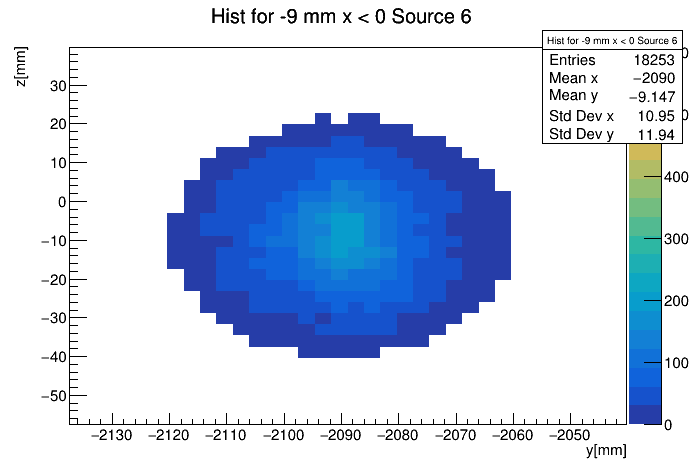 Hist for -9 mm x < 0 Source 6
z[mm]
Hist for -9 mm x < 0 Source 6
Entries 18253
Mean x −2090
Mean y −9.147
Std Dev x 10.95
Std Dev y 11.94
30
20
10
0
−10
−20
−30
−40
−50
0
0
400
300
200
100
0
−2130 −2120 −2110 −2100 −2090 −2080 −2070 −2060 −2050
y[mm]